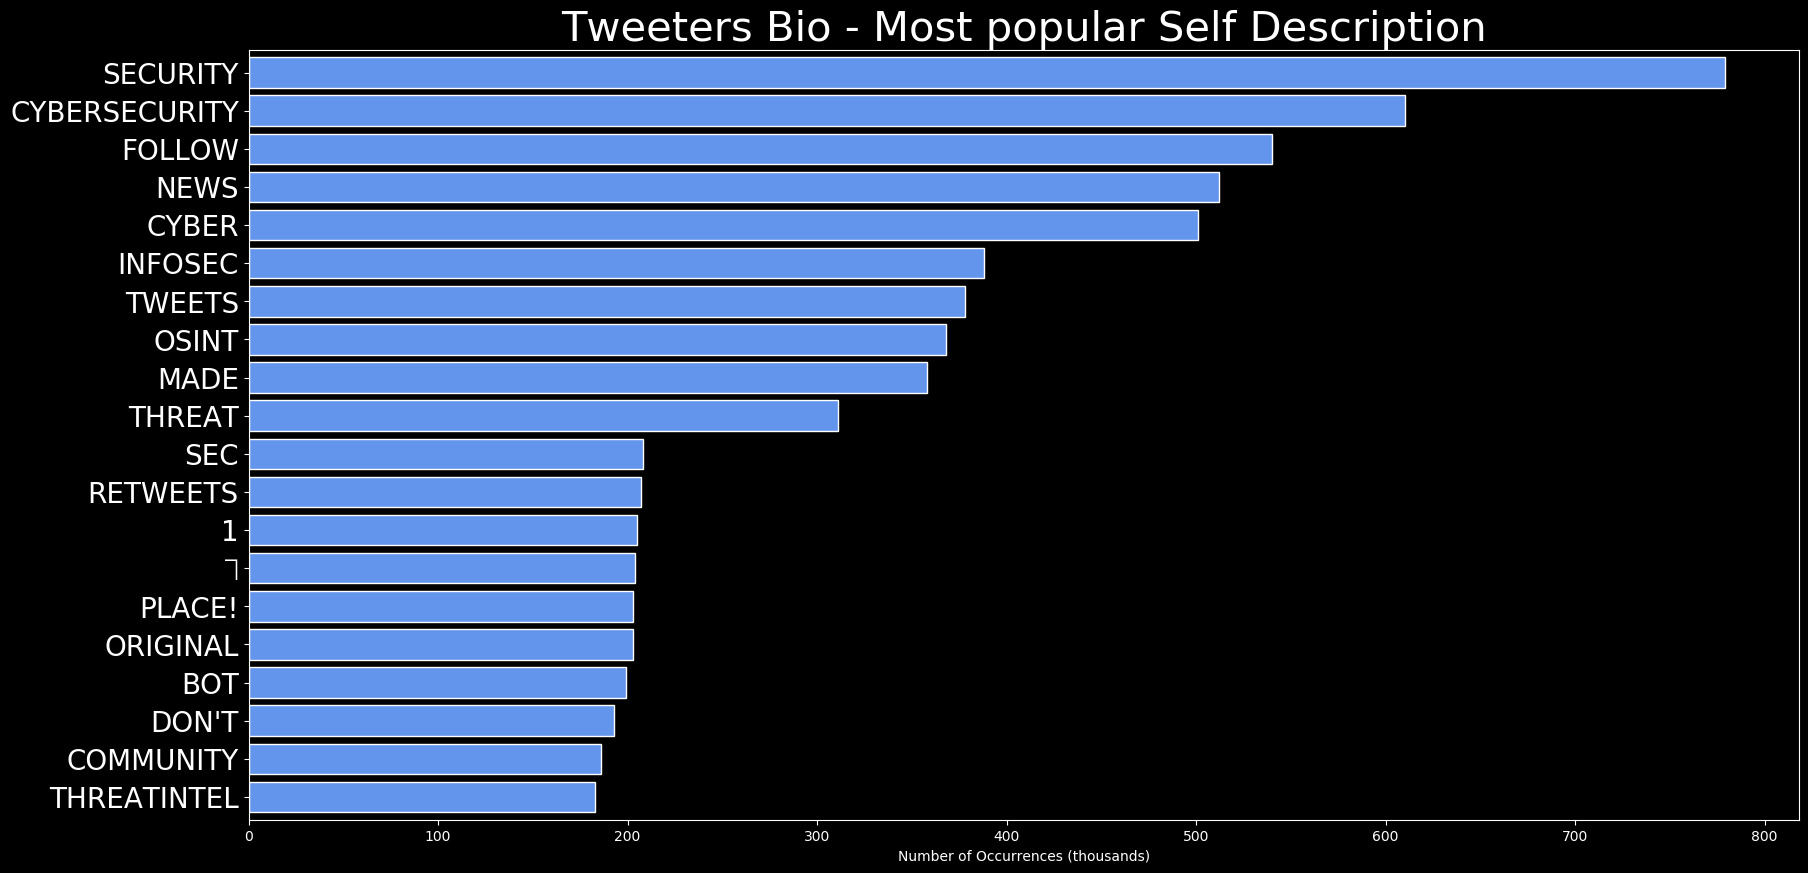 Tweeters Bio - Most popular Self Description
SECURITY
CYBERSECURITY
FOLLOW
NEWS
CYBER
INFOSEC
TWEETS
OSINT
MADE
THREAT
SEC
RETWEETS
1
PLACE!
ORIGINAL
BOT
DON'T
COMMUNITY
THREATINTEL
0 100 200 300 400 500 600 700 800
Number of Occurrences (thousands)